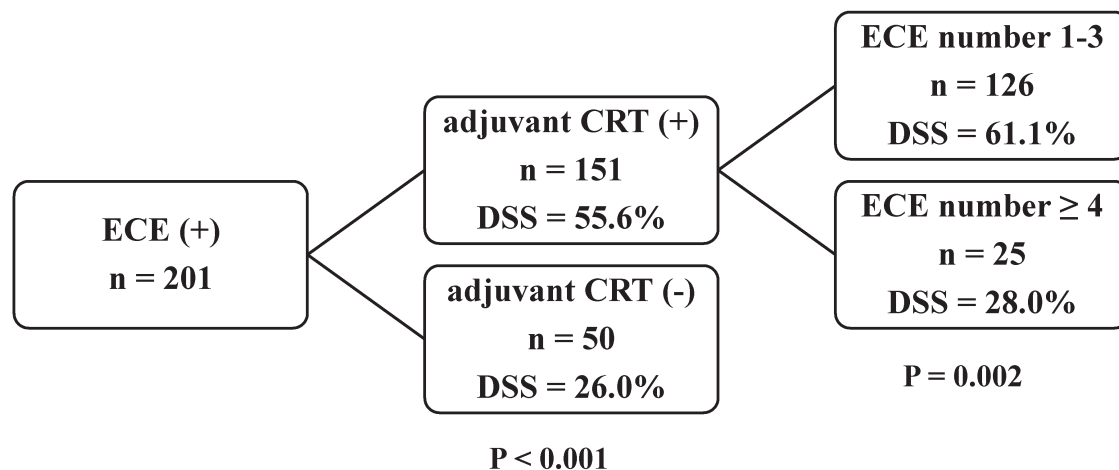 ECE (+)
n = 201
adjuvant CRT (+)
n = 151
DSS = 55.6%
adjuvant CRT (-)
n = 50
DSS = 26.0%
P < 0.001
ECE number 1-3
n = 126
DSS = 61.1%
ECE number ≥ 4
n = 25
DSS = 28.0%
P = 0.002